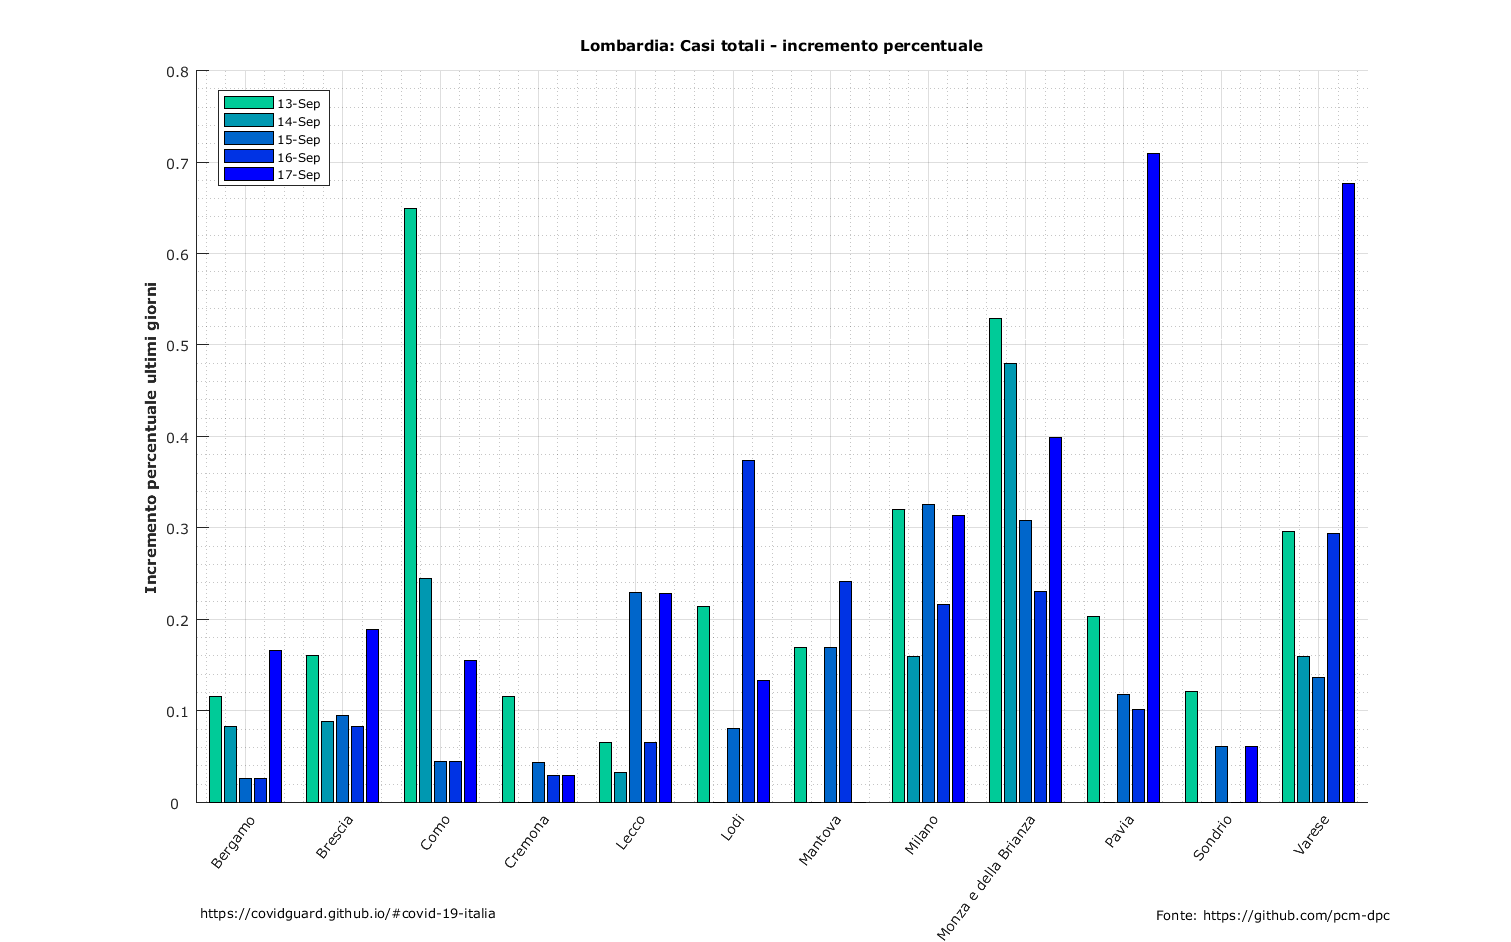 Lombardia: Casi totali - incremento percentuale
Incremento percentuale ultimi giorni
0.8
0.7
0.6
0.5
0.4
0.3
0.2
0.1
0
13-Sep
14-Sep
15-Sep
16-Sep
17-Sep
Bergamo
Brescia
Como
Cremona
Lecco
Lodi
Mantova
Milano
Monza e della Brianza
Pavia
Sondrio
Varese
https://covidguard.github.io/#covid-19-italia
Fonte: https://github.com/pcm-dpc